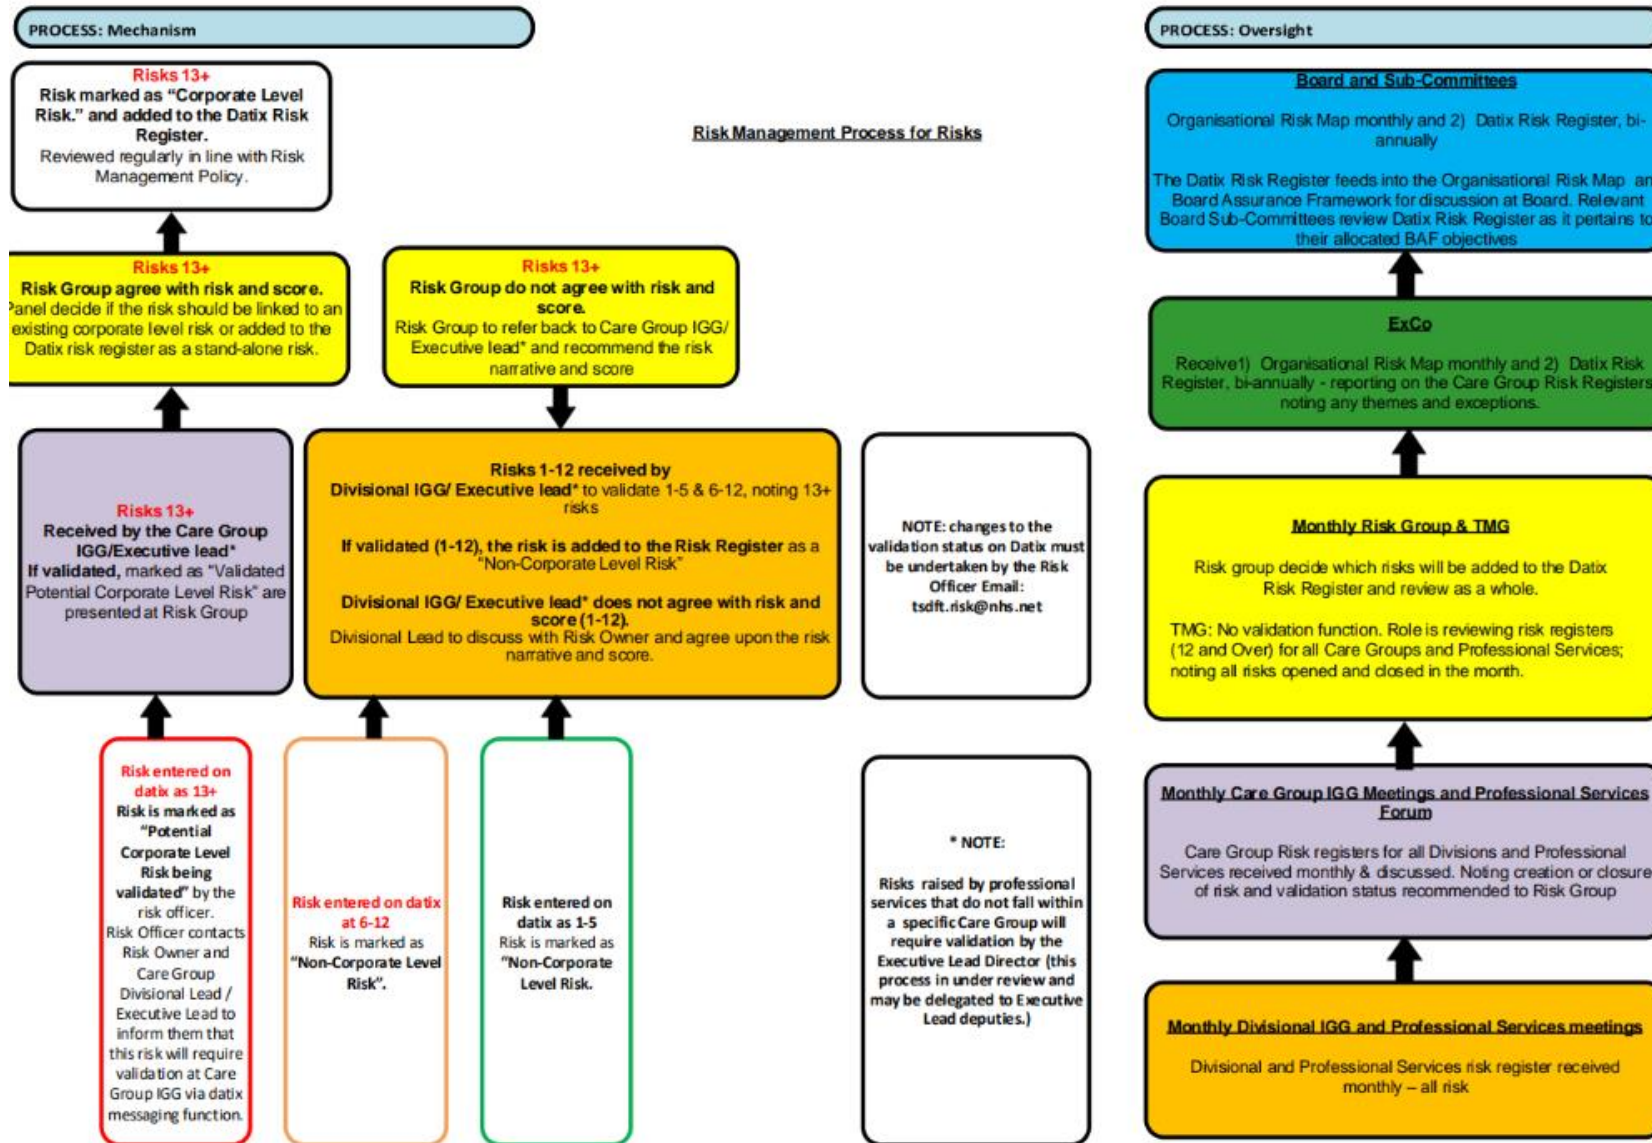 PROCESS: Mechanism
Risks 13+
Risk marked as “Corporate Level
Risk.” and added to the Datix Risk
Register.
Reviewed regularly in line with Risk
Management Policy.
Risk Management Process for Risks
Risks 13+
Risk Group agree with risk and score.
Panel decide if the risk should be linked to an
existing corporate level risk or added to the
Datix risk register as a stand-alone risk.
Risks 13+
Risk Group do not agree with risk and
score.
Risk Group to refer back to Care Group IGG/
Executive lead* and recommend the risk
narrative and score
Risks 13+
Received by the Care Group
IGG/Executive lead*
If validated, marked as “Validated
Potential Corporate Level Risk” are
presented at Risk Group
Risks 1-12 received by
Divisional IGG/ Executive lead* to validate 1-5 & 6-12, noting 13+
risks
If validated (1-12), the risk is added to the Risk Register as a
“Non-Corporate Level Risk”
Divisional IGG/ Executive lead* does not agree with risk and
score (1-12).
Divisional Lead to discuss with Risk Owner and agree upon the risk
narrative and score.
NOTE: changes to the
validation status on Datix must
be undertaken by the Risk
Officer Email:
tsdft.risk@nhs.net
Risk entered on
datix as 13+
Risk is marked as
“Potential
Corporate Level
Risk being
validated” by the
risk officer.
Risk Officer contacts
Risk Owner and
Care Group
Divisional Lead /
Executive Lead to
inform them that
this risk will require
validation at Care
Group IGG via datix
messaging function.
Risk entered on datix
at 6-12
Risk is marked as
“Non-Corporate Level
Risk”.
Risk entered on
datix as 1-5
Risk is marked as
“Non-Corporate
Level Risk.
* NOTE:
Risks raised by professional
services that do not fall within
a specific Care Group will
require validation by the
Executive Lead Director (this
process in under review and
may be delegated to Executive
Lead deputies.)
PROCESS: Oversight
Board and Sub-Committees
Organisational Risk Map monthly and 2) Datix Risk Register, bi-
annually
The Datix Risk Register feeds into the Organisational Risk Map an
Board Assurance Framework for discussion at Board. Relevant
Board Sub-Committees review Datix Risk Register as it pertains to
their allocated BAF objectives
ExCo
Receive1) Organisational Risk Map monthly and 2) Datix Risk
Register, bi-annually - reporting on the Care Group Risk Registers
noting any themes and exceptions.
Monthly Risk Group & TMG
Risk group decide which risks will be added to the Datix
Risk Register and review as a whole.
TMG: No validation function. Role is reviewing risk registers
(12 and Over) for all Care Groups and Professional Services;
noting all risks opened and closed in the month.
Monthly Care Group IGG Meetings and Professional Services
Forum
Care Group Risk registers for all Divisions and Professional
Services received monthly & discussed. Noting creation or closure
of risk and validation status recommended to Risk Group
Monthly Divisional IGG and Professional Services meetings
Divisional and Professional Services risk register received
monthly – all risk